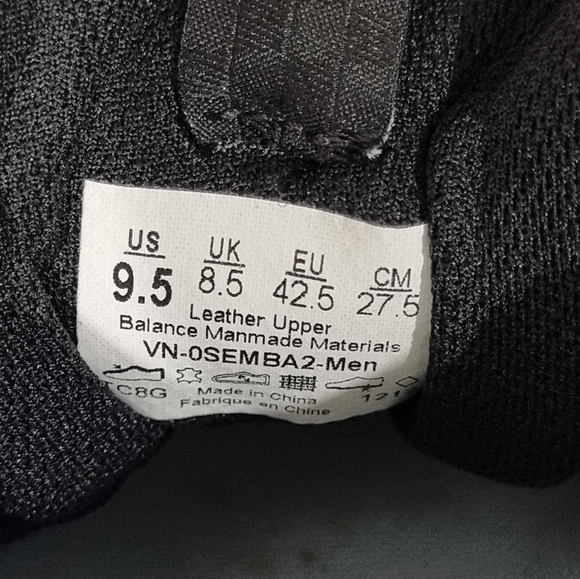 US UK EU CM
9.5 8.5 42.5 27.5
Leather Upper
Balance Manmade Materials
VN-0SEMBA2-Men
Made in China
Fabrique en Chine